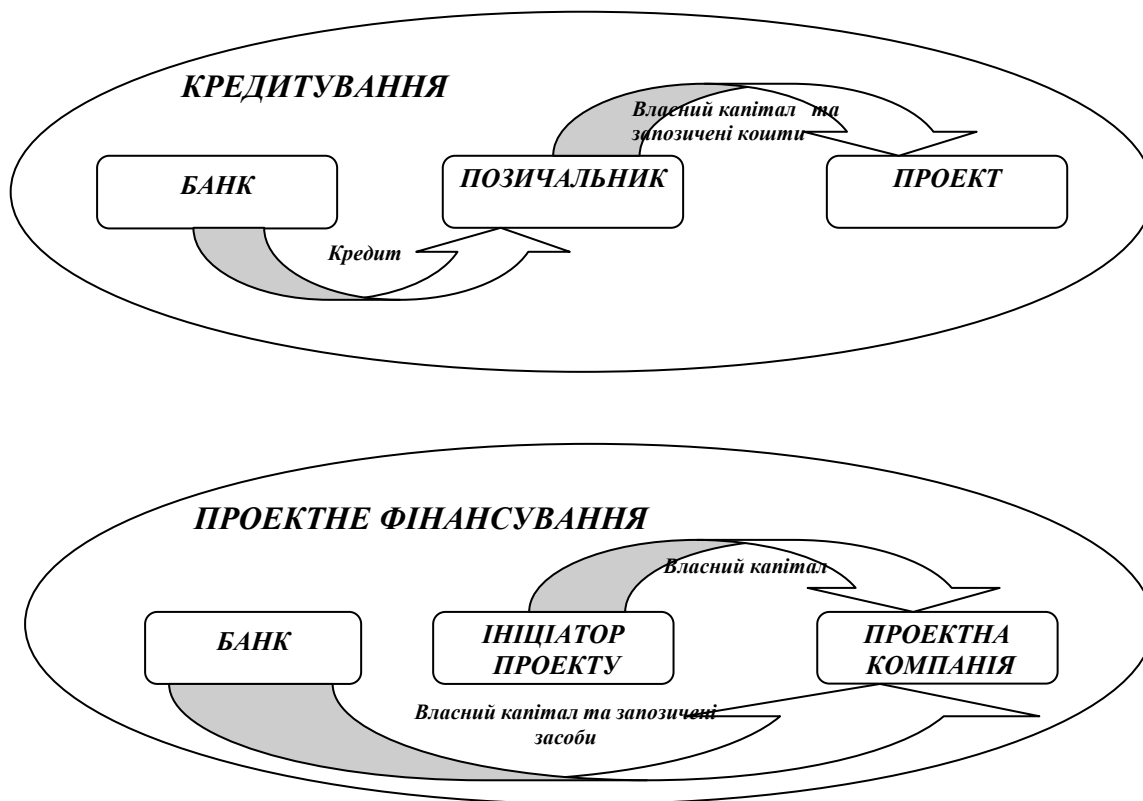 КРЕДИТУВАННЯ
Власний капітал та
запозичені кошти
БАНК
ПОЗИЧАЛЬНИК
ПРОЕКТ
Кредит
ПРОЕКТНЕ ФІНАНСУВАННЯ
Власний капітал
БАНК
ІНІЦІАТОР
ПРОЕКТУ
ПРОЕКТНА
КОМПАНІЯ
Власний капітал та запозичені
засоби